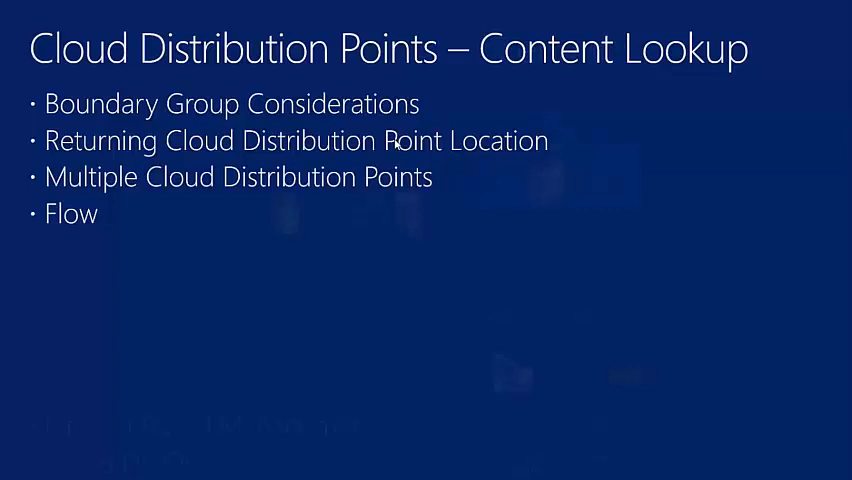 Cloud Distribution Points – Content Lookup
· Boundary Group Considerations
· Returning Cloud Distribution Point Location
· Multiple Cloud Distribution Points
· Flow